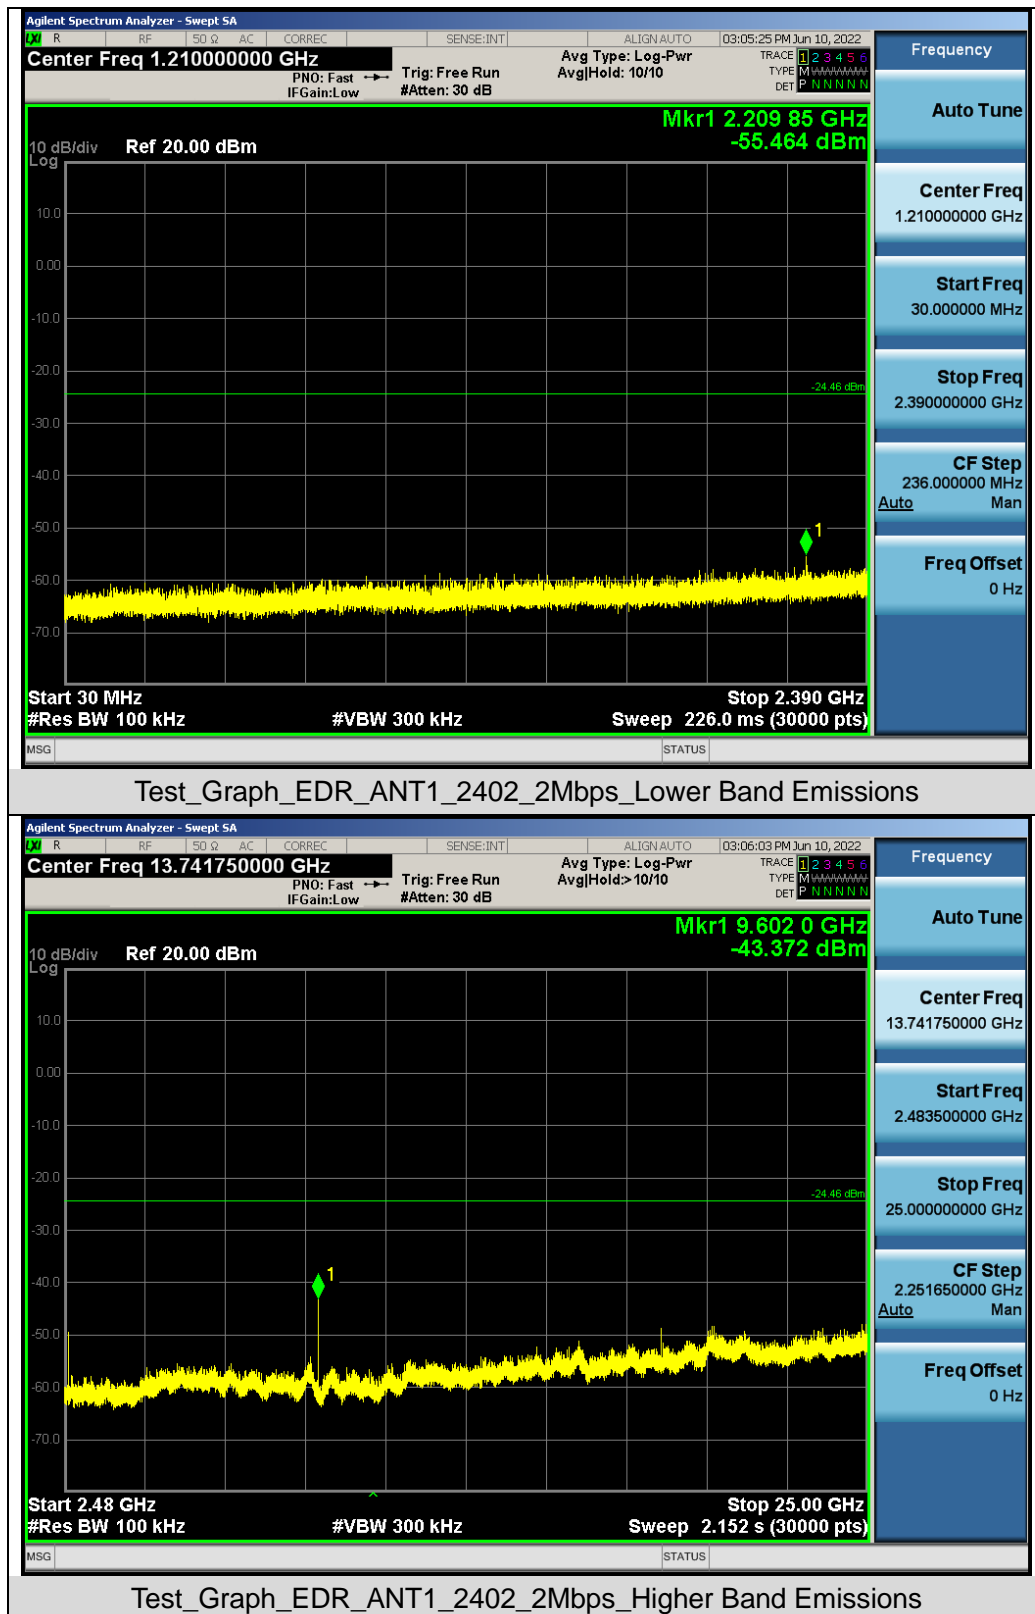 Agilent Spectrum Analyzer - Swept SA
LXI R RF 50 Ω AC CORREC SENSE:INT ALIGN AUTO 03:05:25 PM Jun 10, 2022
Center Freq 1.210000000 GHz
PNO: Fast
IFGain:Low
Trig: Free Run
#Atten: 30 dB
Avg Type: Log-Pwr
Avg|Hold: 10/10
TRACE 1 2 3 4 5 6
TYPE M
DET P N N N N N
Mkr1 2.209 85 GHz
-55.464 dBm
10 dB/div Ref 20.00 dBm
Log
10.0
0.00
-10.0
-20.0
-24.46 dBm
-30.0
-40.0
-50.0
1
-60.0
-70.0
Start 30 MHz Stop 2.390 GHz
#Res BW 100 kHz #VBW 300 kHz Sweep 226.0 ms (30000 pts)
MSG STATUS
Frequency
Auto Tune
Center Freq
1.210000000 GHz
Start Freq
30.000000 MHz
Stop Freq
2.390000000 GHz
CF Step
236.000000 MHz
Auto Man
Freq Offset
0 Hz
Test_Graph_EDR_ANT1_2402_2Mbps_Lower Band Emissions
Agilent Spectrum Analyzer - Swept SA
LXI R RF 50 Ω AC CORREC SENSE:INT ALIGN AUTO 03:06:03 PM Jun 10, 2022
Center Freq 13.741750000 GHz
PNO: Fast
IFGain:Low
Trig: Free Run
#Atten: 30 dB
Avg Type: Log-Pwr
Avg|Hold:> 10/10
TRACE 1 2 3 4 5 6
TYPE M
DET P N N N N N
Mkr1 9.602 0 GHz
-43.372 dBm
10 dB/div Ref 20.00 dBm
Log
10.0
0.00
-10.0
-20.0
-24.46 dBm
-30.0
1
-40.0
-50.0
-60.0
-70.0
Start 2.48 GHz Stop 25.00 GHz
#Res BW 100 kHz #VBW 300 kHz Sweep 2.152 s (30000 pts)
MSG STATUS
Frequency
Auto Tune
Center Freq
13.741750000 GHz
Start Freq
2.483500000 GHz
Stop Freq
25.000000000 GHz
CF Step
2.251650000 GHz
Auto Man
Freq Offset
0 Hz
Test_Graph_EDR_ANT1_2402_2Mbps_Higher Band Emissions